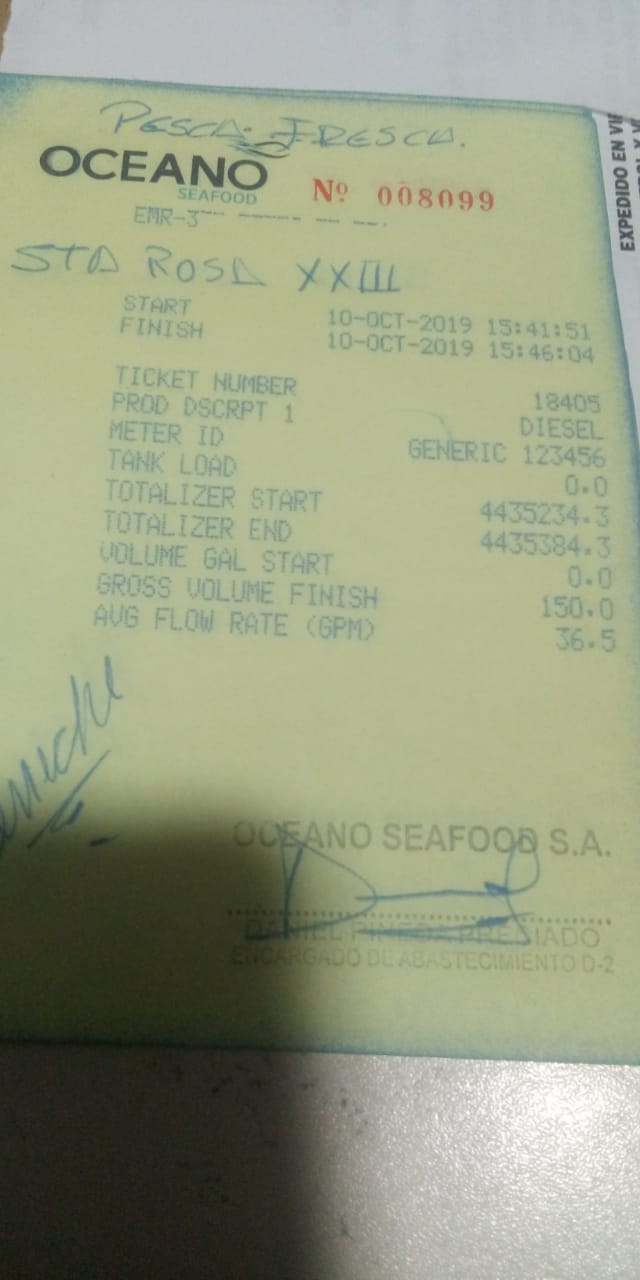 PESCA FRESCA.
OCEANO
SEAFOOD
Nº 008099
EMR-3
STA ROSA XXIII
START 10-OCT-2019 15:41:51
FINISH 10-OCT-2019 15:46:04
TICKET NUMBER 18405
PROD DSCRPT 1 DIESEL
METER ID GENERIC 123456
TANK LOAD 0.0
TOTALIZER START 4435234.3
TOTALIZER END 4435384.3
VOLUME GAL START 0.0
GROSS VOLUME FINISH 150.0
AVG FLOW RATE (GPM) 36.5
OCEANO SEAFOOD S.A.
DANIEL PINEDA PRECIADO
ENCARGADO DE ABASTECIMIENTO D-2
EXPEDIDO EN